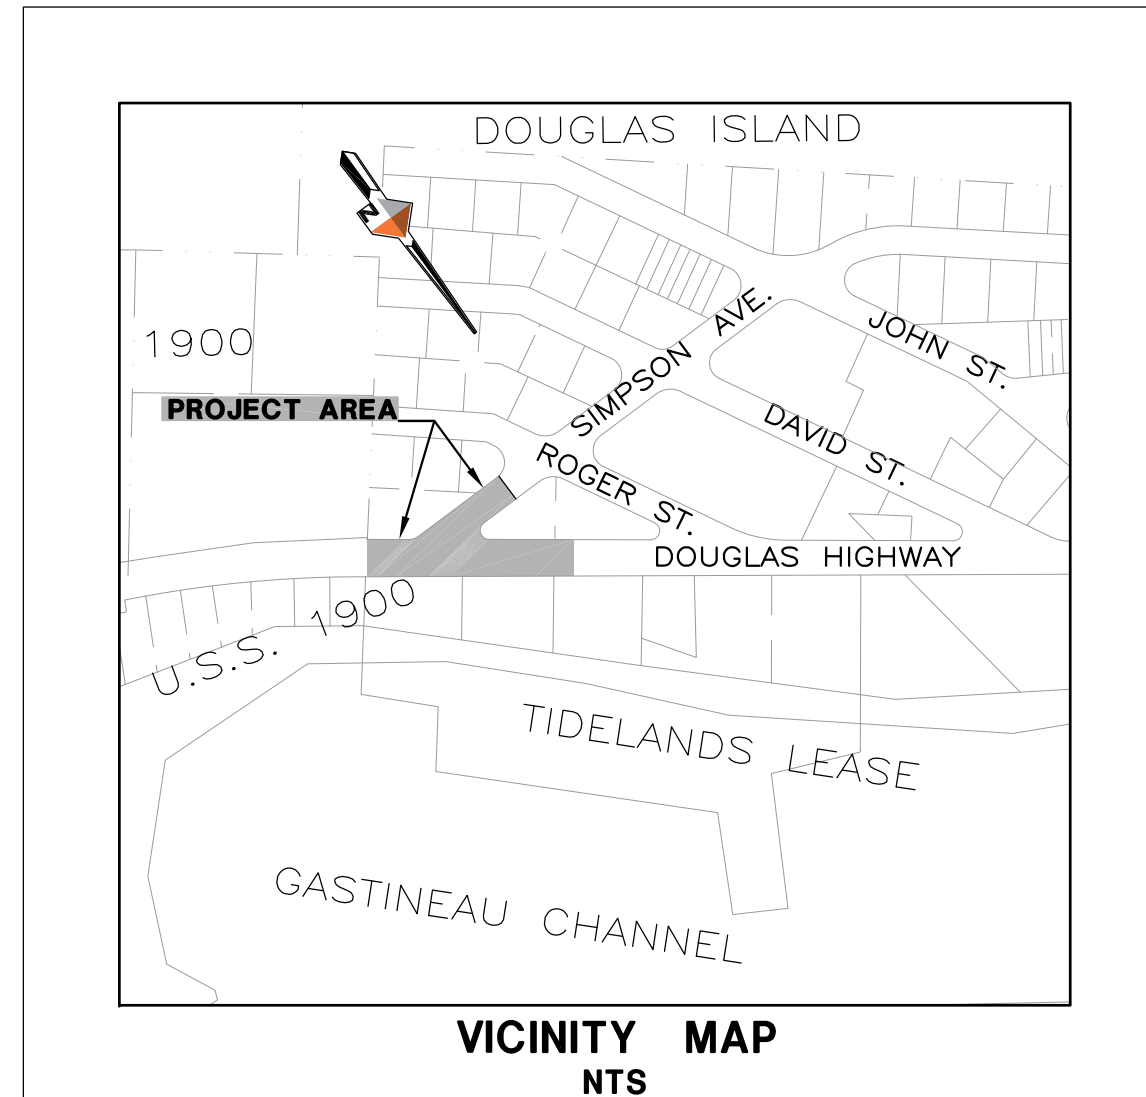 DOUGLAS ISLAND
N
SIMPSON AVE.
JOHN ST.
1900
PROJECT AREA
DAVID ST.
ROGER ST.
DOUGLAS HIGHWAY
U.S.S. 1900
TIDELANDS LEASE
GASTINEAU CHANNEL
VICINITY MAP
NTS